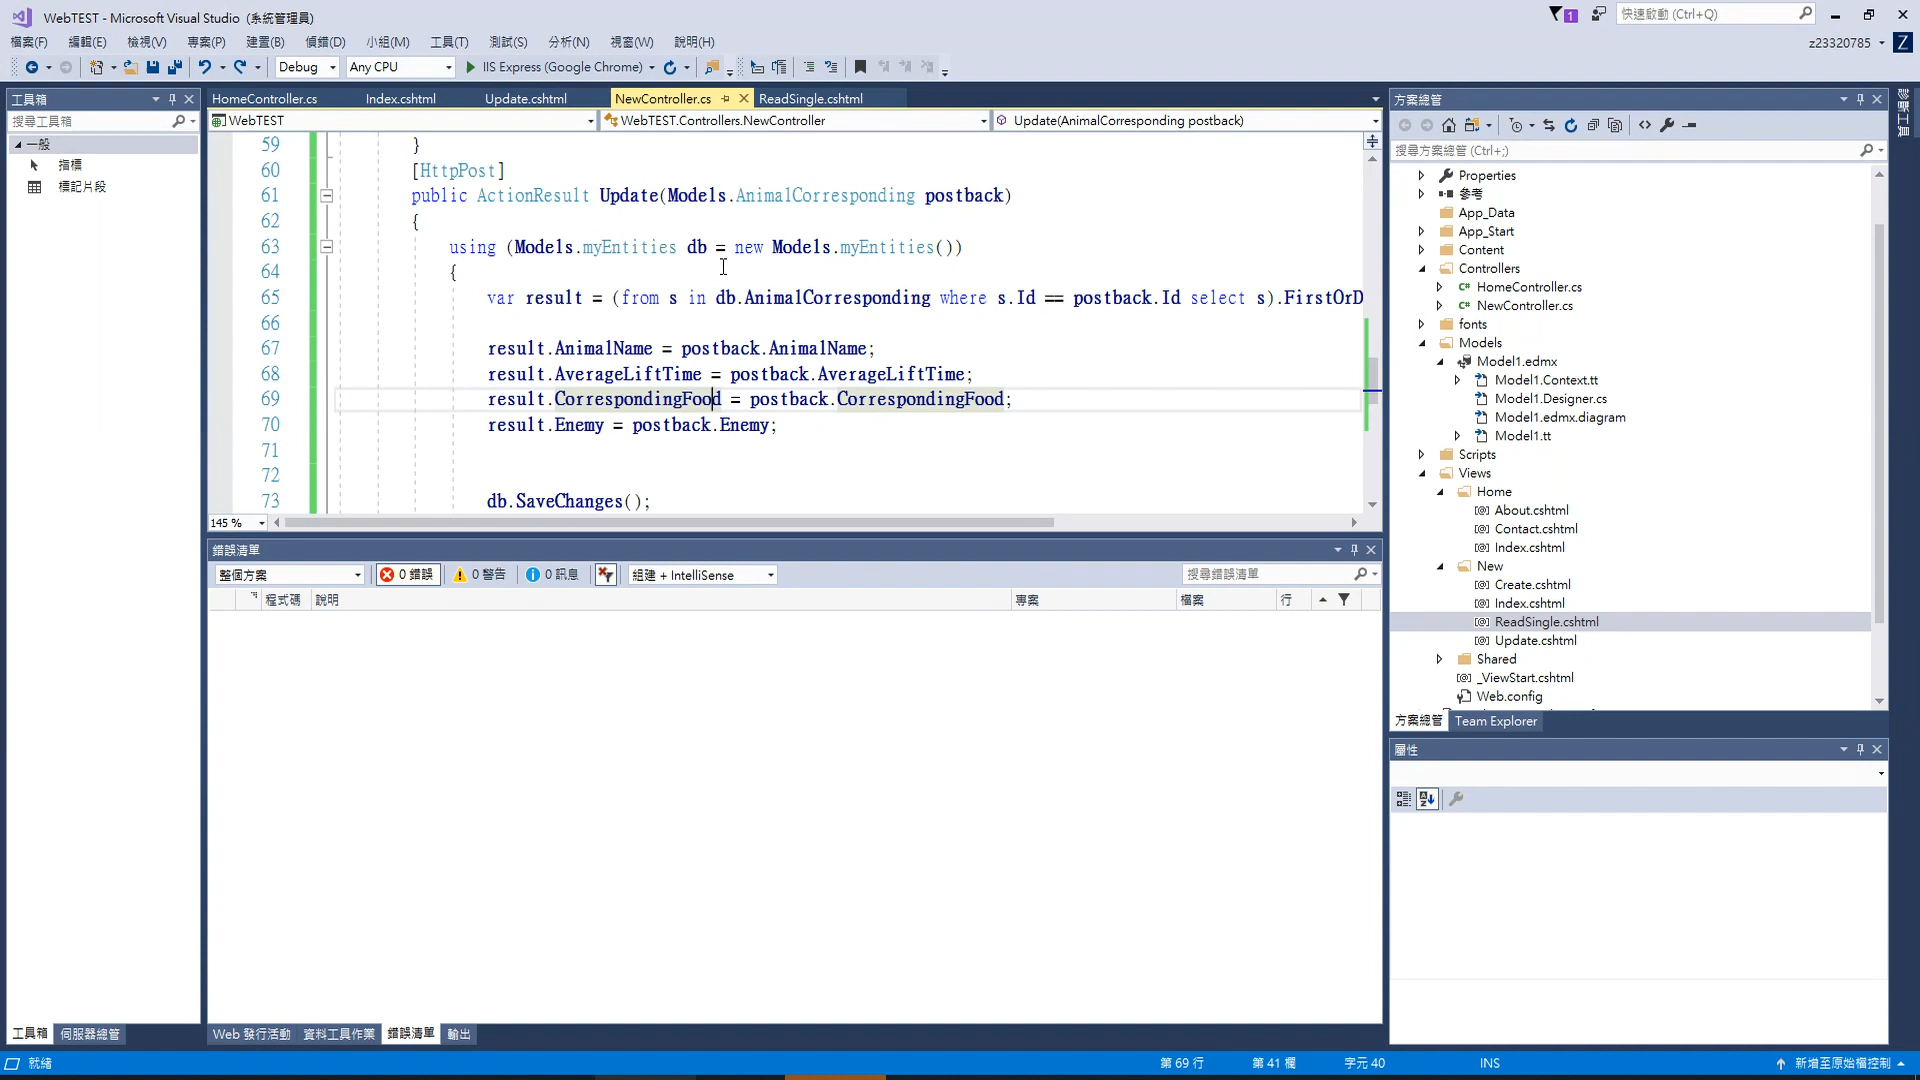 WebTEST - Microsoft Visual Studio (系統管理員)
1
快速啟動 (Ctrl+Q)
檔案(F) 編輯(E) 檢視(V) 專案(P) 建置(B) 偵錯(D) 小組(M) 工具(T) 測試(S) 分析(N) 視窗(W) 說明(H)
z23320785
Z
Debug Any CPU IIS Express (Google Chrome)
工具箱
搜尋工具箱
一般
指標
標記片段
HomeController.cs Index.cshtml Update.cshtml NewController.cs ReadSingle.cshtml
WebTEST WebTEST.Controllers.NewController Update(AnimalCorresponding postback)
59 }
60 [HttpPost]
61 public ActionResult Update(Models.AnimalCorresponding postback)
62 {
63 using (Models.myEntities db = new Models.myEntities())
64 {
65 var result = (from s in db.AnimalCorresponding where s.Id == postback.Id select s).FirstOrD
66
67 result.AnimalName = postback.AnimalName;
68 result.AverageLiftTime = postback.AverageLiftTime;
69 result.CorrespondingFood = postback.CorrespondingFood;
70 result.Enemy = postback.Enemy;
71
72
73 db.SaveChanges();
145 %
錯誤清單
整個方案 0 錯誤 0 警告 0 訊息 組建 + IntelliSense 搜尋錯誤清單
程式碼 說明 專案 檔案 行
方案總管
搜尋方案總管 (Ctrl+;)
Properties
參考
App_Data
App_Start
Content
Controllers
C# HomeController.cs
C# NewController.cs
fonts
Models
Model1.edmx
Model1.Context.tt
Model1.Designer.cs
Model1.edmx.diagram
Model1.tt
Scripts
Views
Home
[@] About.cshtml
[@] Contact.cshtml
[@] Index.cshtml
New
[@] Create.cshtml
[@] Index.cshtml
[@] ReadSingle.cshtml
[@] Update.cshtml
Shared
[@] _ViewStart.cshtml
Web.config
方案總管 Team Explorer
屬性
診斷工具
工具箱 伺服器總管
Web 發行活動 資料工具作業 錯誤清單 輸出
就緒 第 69 行 第 41 欄 字元 40 INS 新增至原始檔控制